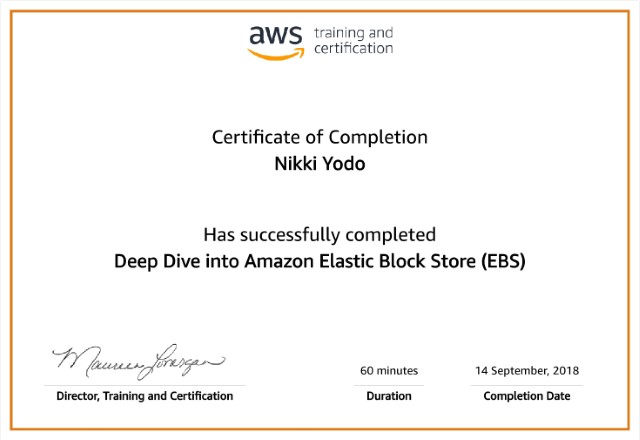 aws training and
certification
Certificate of Completion
Nikki Yodo
Has successfully completed
Deep Dive into Amazon Elastic Block Store (EBS)
Maureen Lonergan
60 minutes
14 September, 2018
Director, Training and Certification
Duration
Completion Date